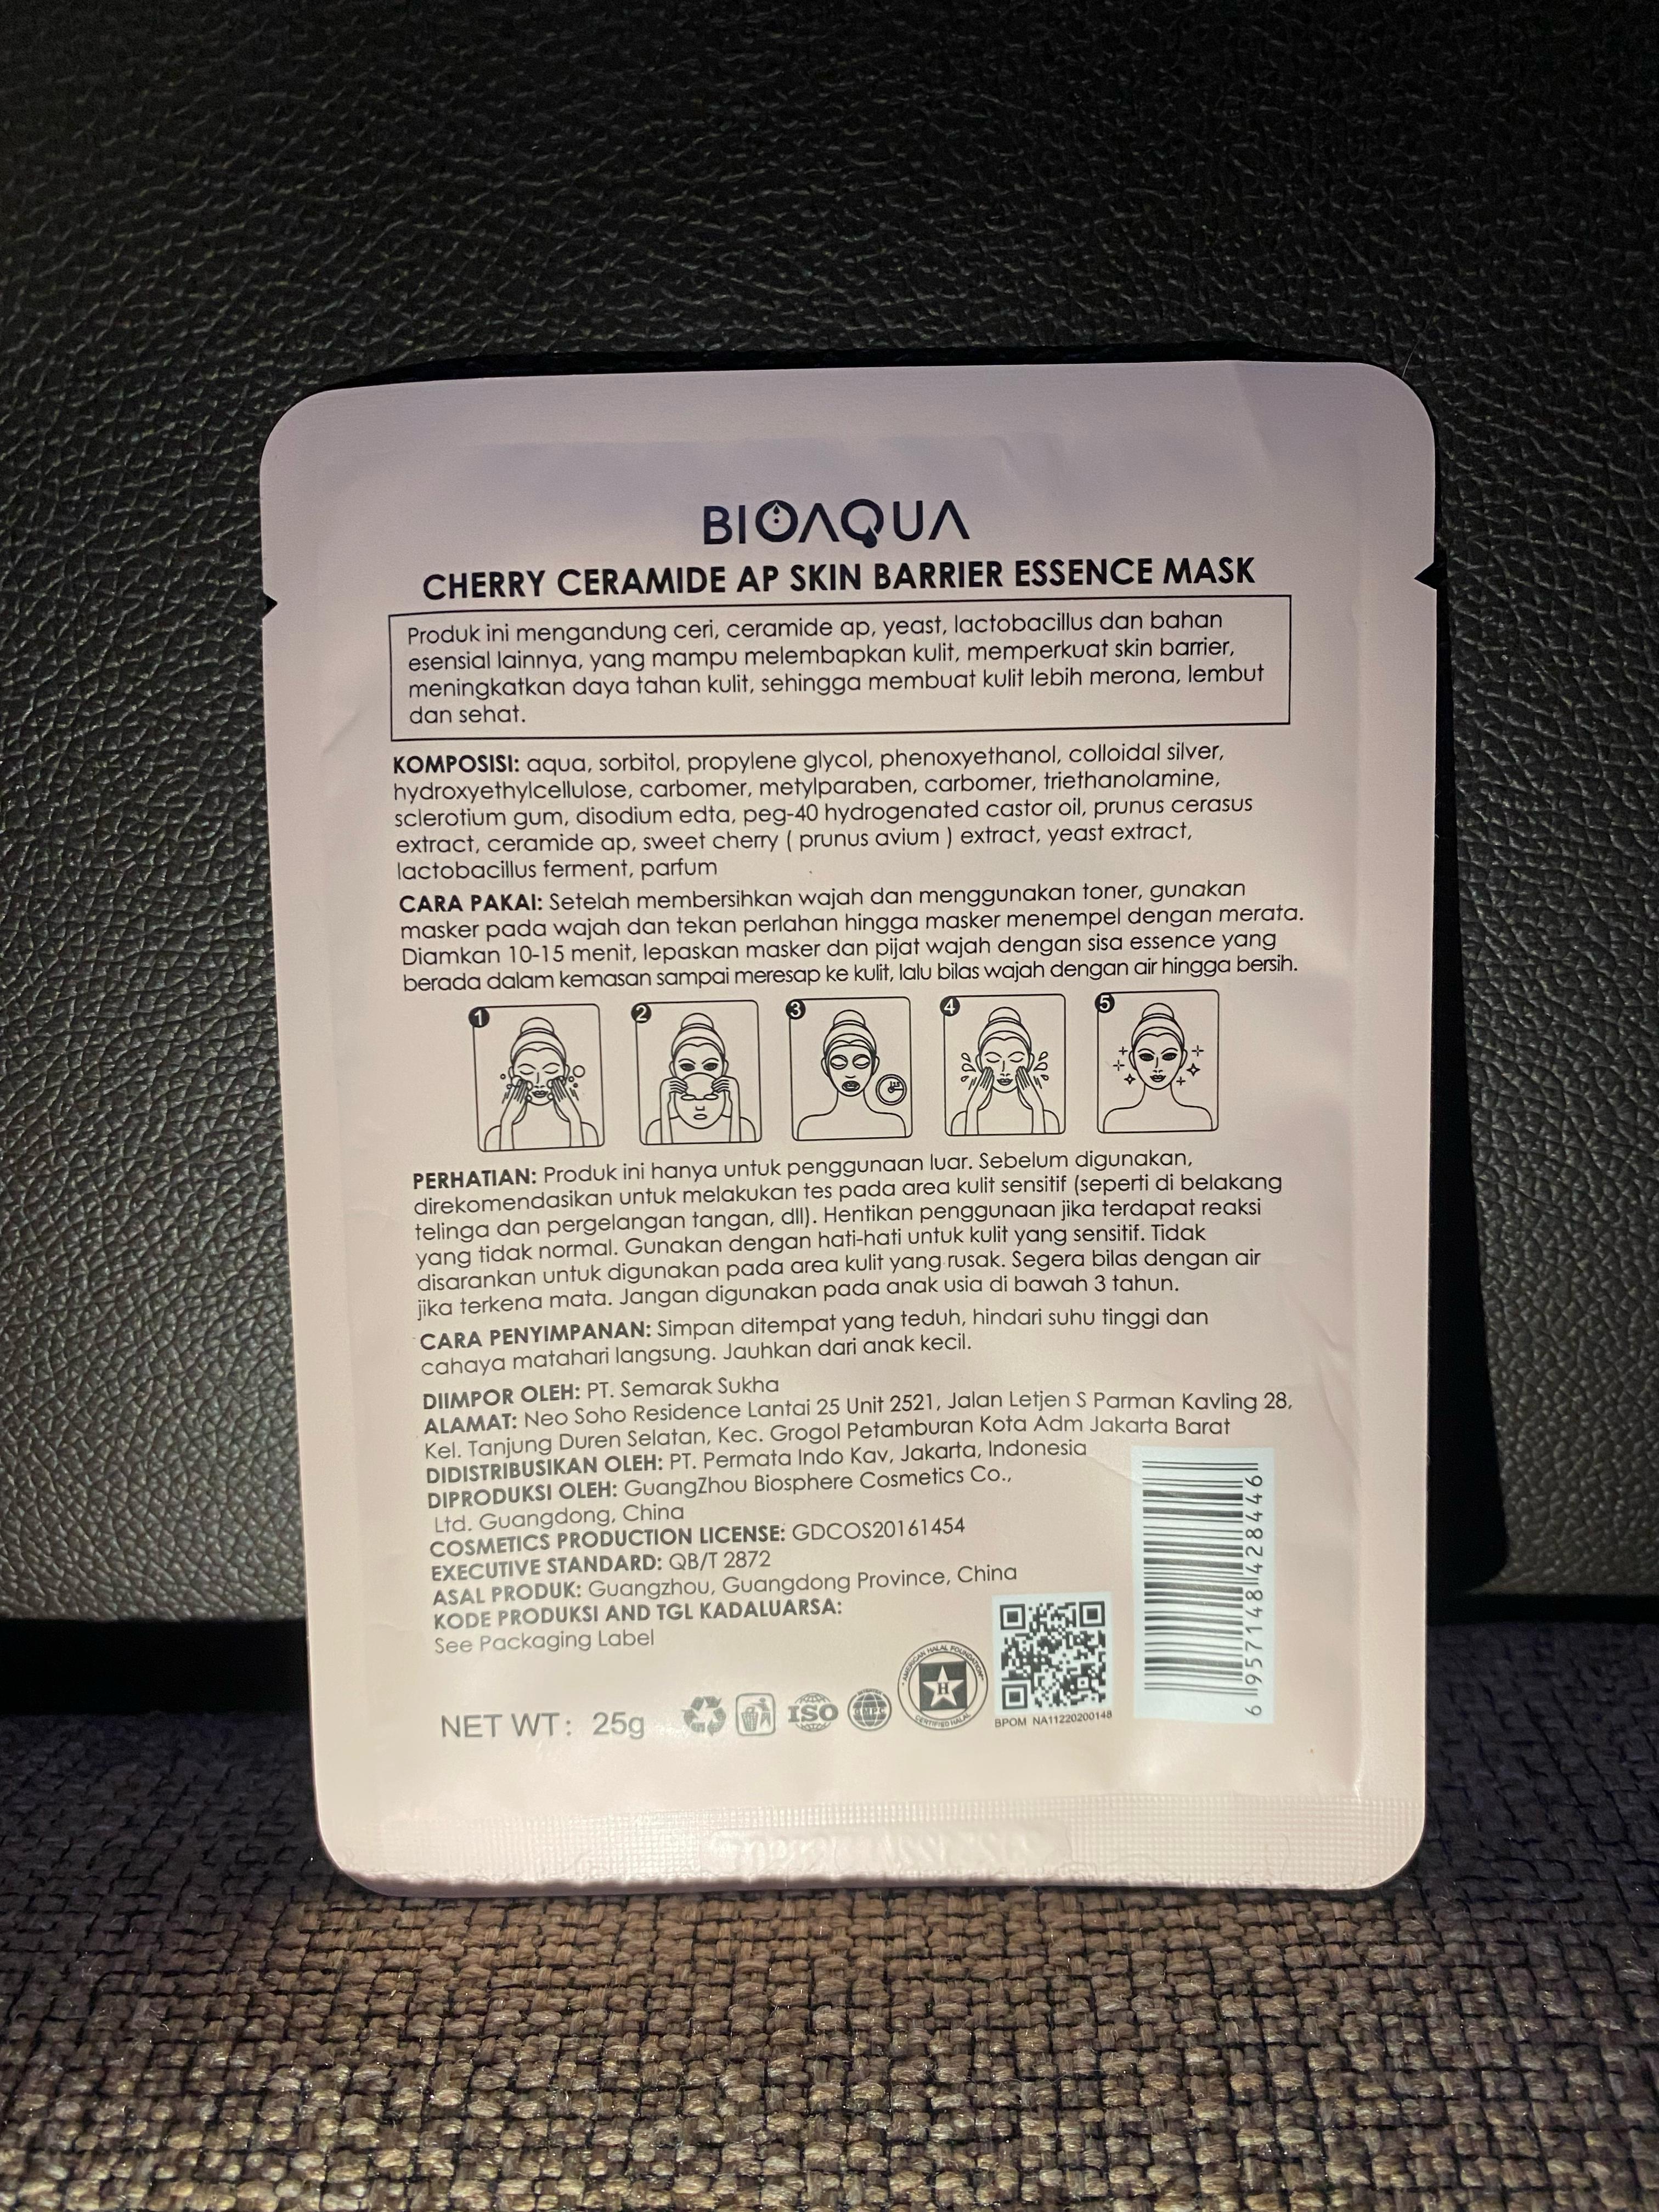 BIOAQUA
CHERRY CERAMIDE AP SKIN BARRIER ESSENCE MASK
Produk ini mengandung ceri, ceramide ap, yeast, lactobacillus dan bahan
esensial lainnya, yang mampu melembapkan kulit, memperkuat skin barrier,
meningkatkan daya tahan kulit, sehingga membuat kulit lebih merona, lembut
dan sehat.
KOMPOSISI: aqua, sorbitol, propylene glycol, phenoxyethanol, colloidal silver,
hydroxyethylcellulose, carbomer, metylparaben, carbomer, triethanolamine,
sclerotium gum, disodium edta, peg-40 hydrogenated castor oil, prunus cerasus
extract, ceramide ap, sweet cherry ( prunus avium ) extract, yeast extract,
lactobacillus ferment, parfum
CARA PAKAI: Setelah membersihkan wajah dan menggunakan toner, gunakan
masker pada wajah dan tekan perlahan hingga masker menempel dengan merata.
Diamkan 10-15 menit, lepaskan masker dan pijat wajah dengan sisa essence yang
berada dalam kemasan sampai meresap ke kulit, lalu bilas wajah dengan air hingga bersih.
1 2 3 4 5
PERHATIAN: Produk ini hanya untuk penggunaan luar. Sebelum digunakan,
direkomendasikan untuk melakukan tes pada area kulit sensitif (seperti di belakang
telinga dan pergelangan tangan, dll). Hentikan penggunaan jika terdapat reaksi
yang tidak normal. Gunakan dengan hati-hati untuk kulit yang sensitif. Tidak
disarankan untuk digunakan pada area kulit yang rusak. Segera bilas dengan air
jika terkena mata. Jangan digunakan pada anak usia di bawah 3 tahun.
CARA PENYIMPANAN: Simpan ditempat yang teduh, hindari suhu tinggi dan
cahaya matahari langsung. Jauhkan dari anak kecil.
DIIMPOR OLEH: PT. Semarak Sukha
ALAMAT: Neo Soho Residence Lantai 25 Unit 2521, Jalan Letjen S Parman Kavling 28,
Kel. Tanjung Duren Selatan, Kec. Grogol Petamburan Kota Adm Jakarta Barat
DIDISTRIBUSIKAN OLEH: PT. Permata Indo Kav, Jakarta, Indonesia
DIPRODUKSI OLEH: GuangZhou Biosphere Cosmetics Co.,
Ltd. Guangdong, China
COSMETICS PRODUCTION LICENSE: GDCOS20161454
EXECUTIVE STANDARD: QB/T 2872
ASAL PRODUK: Guangzhou, Guangdong Province, China
KODE PRODUKSI AND TGL KADALUARSA:
See Packaging Label
NET WT: 25g
ISO
AMERICAN HALAL FOUNDATION
H
CERTIFIED HALAL
BPOM NA11220200148
6 957148 428446